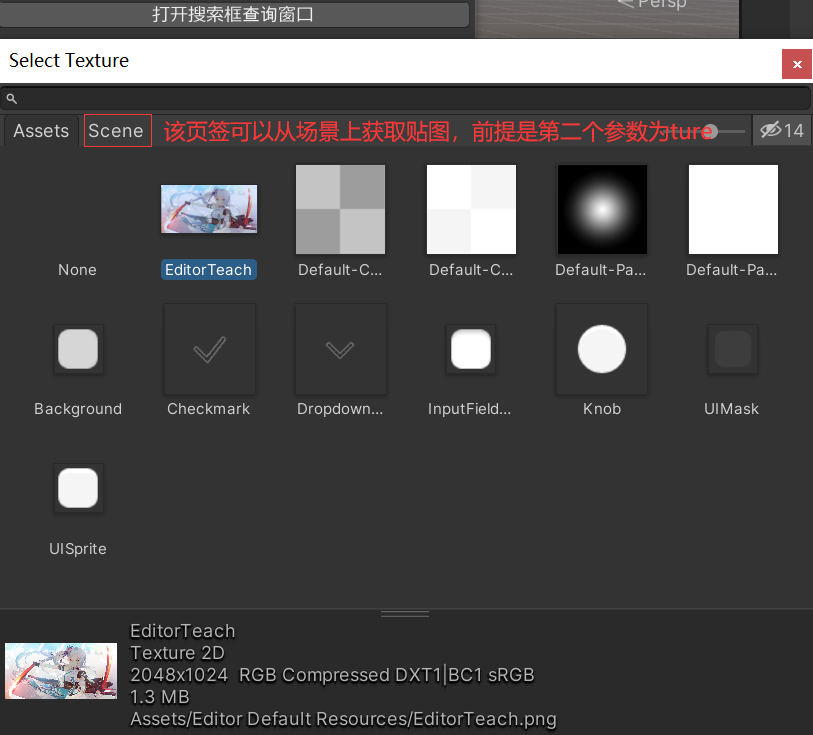 打开搜索框查询窗口
Persp
Select Texture
Assets
Scene
该页签可以从场景上获取贴图，前提是第二个参数为ture
14
None
EditorTeach
Default-C...
Default-C...
Default-Pa...
Default-Pa...
Background
Checkmark
Dropdown...
InputField...
Knob
UIMask
UISprite
EditorTeach
Texture 2D
2048x1024  RGB Compressed DXT1|BC1 sRGB
1.3 MB
Assets/Editor Default Resources/EditorTeach.png